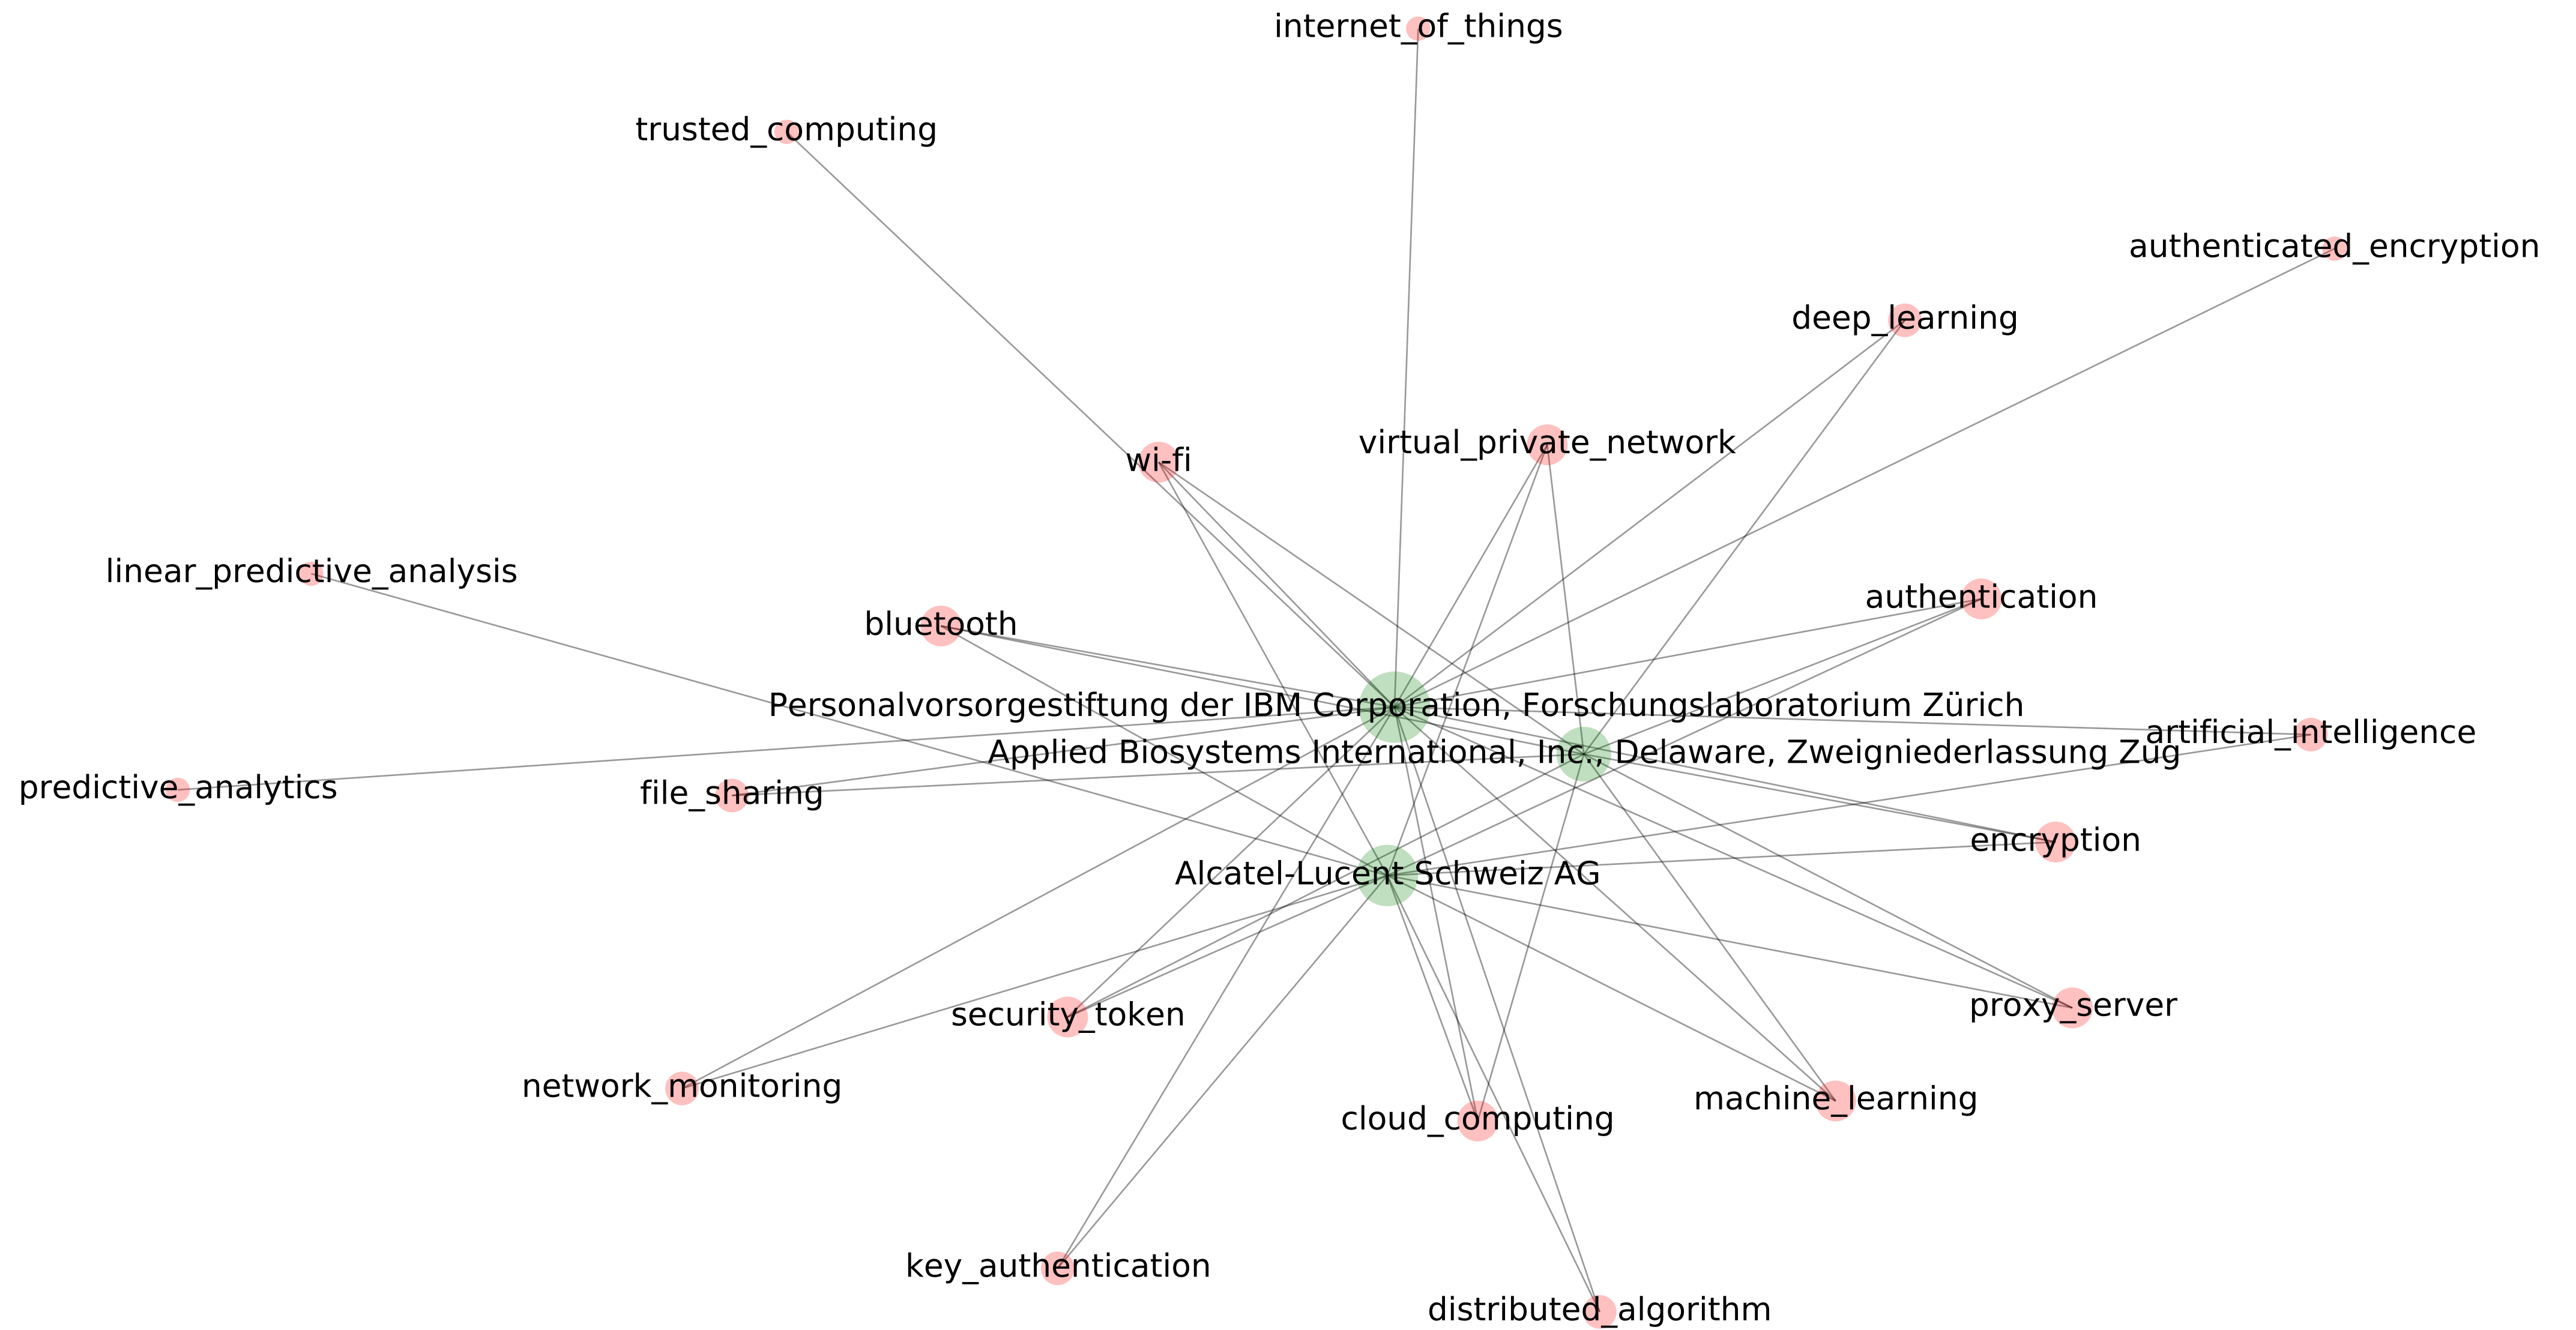 internet_of_things
trusted_computing
authenticated_encryption
deep_learning
virtual_private_network
wi-fi
linear_predictive_analysis
authentication
bluetooth
Personalvorsorgestiftung der IBM Corporation, Forschungslaboratorium Zürich
artificial_intelligence
Applied Biosystems International, Inc., Delaware, Zweigniederlassung Zug
predictive_analytics
file_sharing
encryption
Alcatel-Lucent Schweiz AG
proxy_server
security_token
network_monitoring
machine_learning
cloud_computing
key_authentication
distributed_algorithm